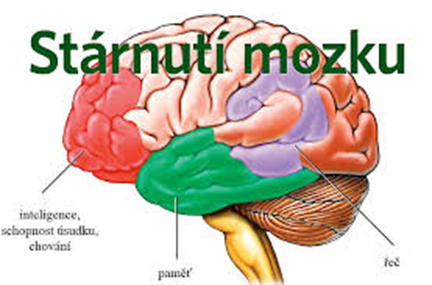 Stárnutí mozku
inteligence,
schopnost úsudku,
chování
paměť
řeč